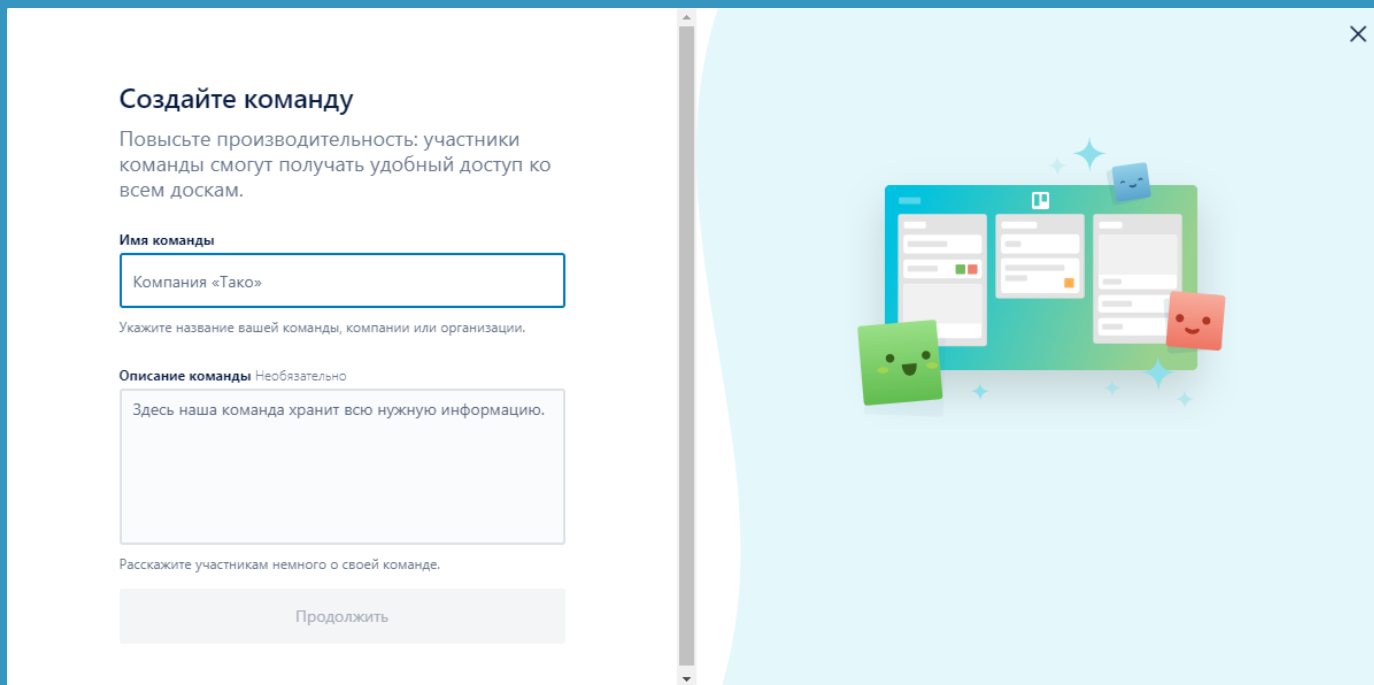 Создайте команду
Повысьте производительность: участники
команды смогут получать удобный доступ ко
всем доскам.
Имя команды
Компания «Тако»
Укажите название вашей команды, компании или организации.
Описание команды Необязательно
Здесь наша команда хранит всю нужную информацию.
Расскажите участникам немного о своей команде.
Продолжить